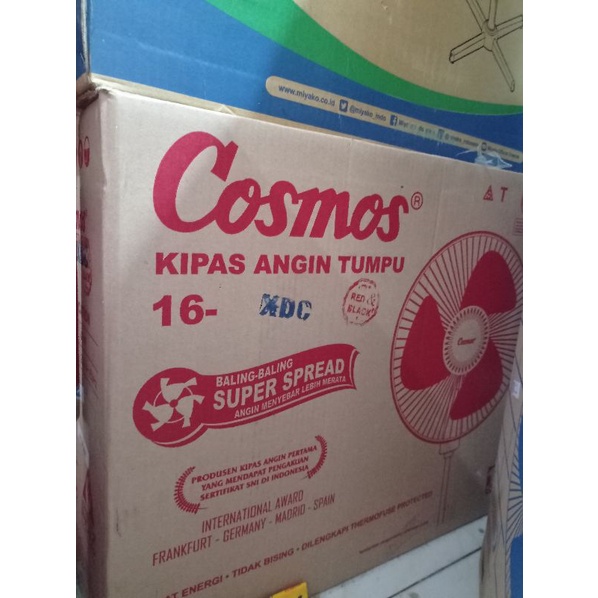 www.miyako.co.id @miyako_indo
Cosmos®
KIPAS ANGIN TUMPU
16- XDC RED & BLACK
T
Cosmos
BALING-BALING
SUPER SPREAD
ANGIN MENYEBAR LEBIH MERATA
PRODUSEN KIPAS ANGIN PERTAMA
YANG MENDAPAT PENGAKUAN
SERTIFIKAT SNI DI INDONESIA
INTERNATIONAL AWARD
FRANKFURT - GERMANY - MADRID - SPAIN
AT ENERGI • TIDAK BISING • DILENGKAPI THERMOFUSE PROTECTED